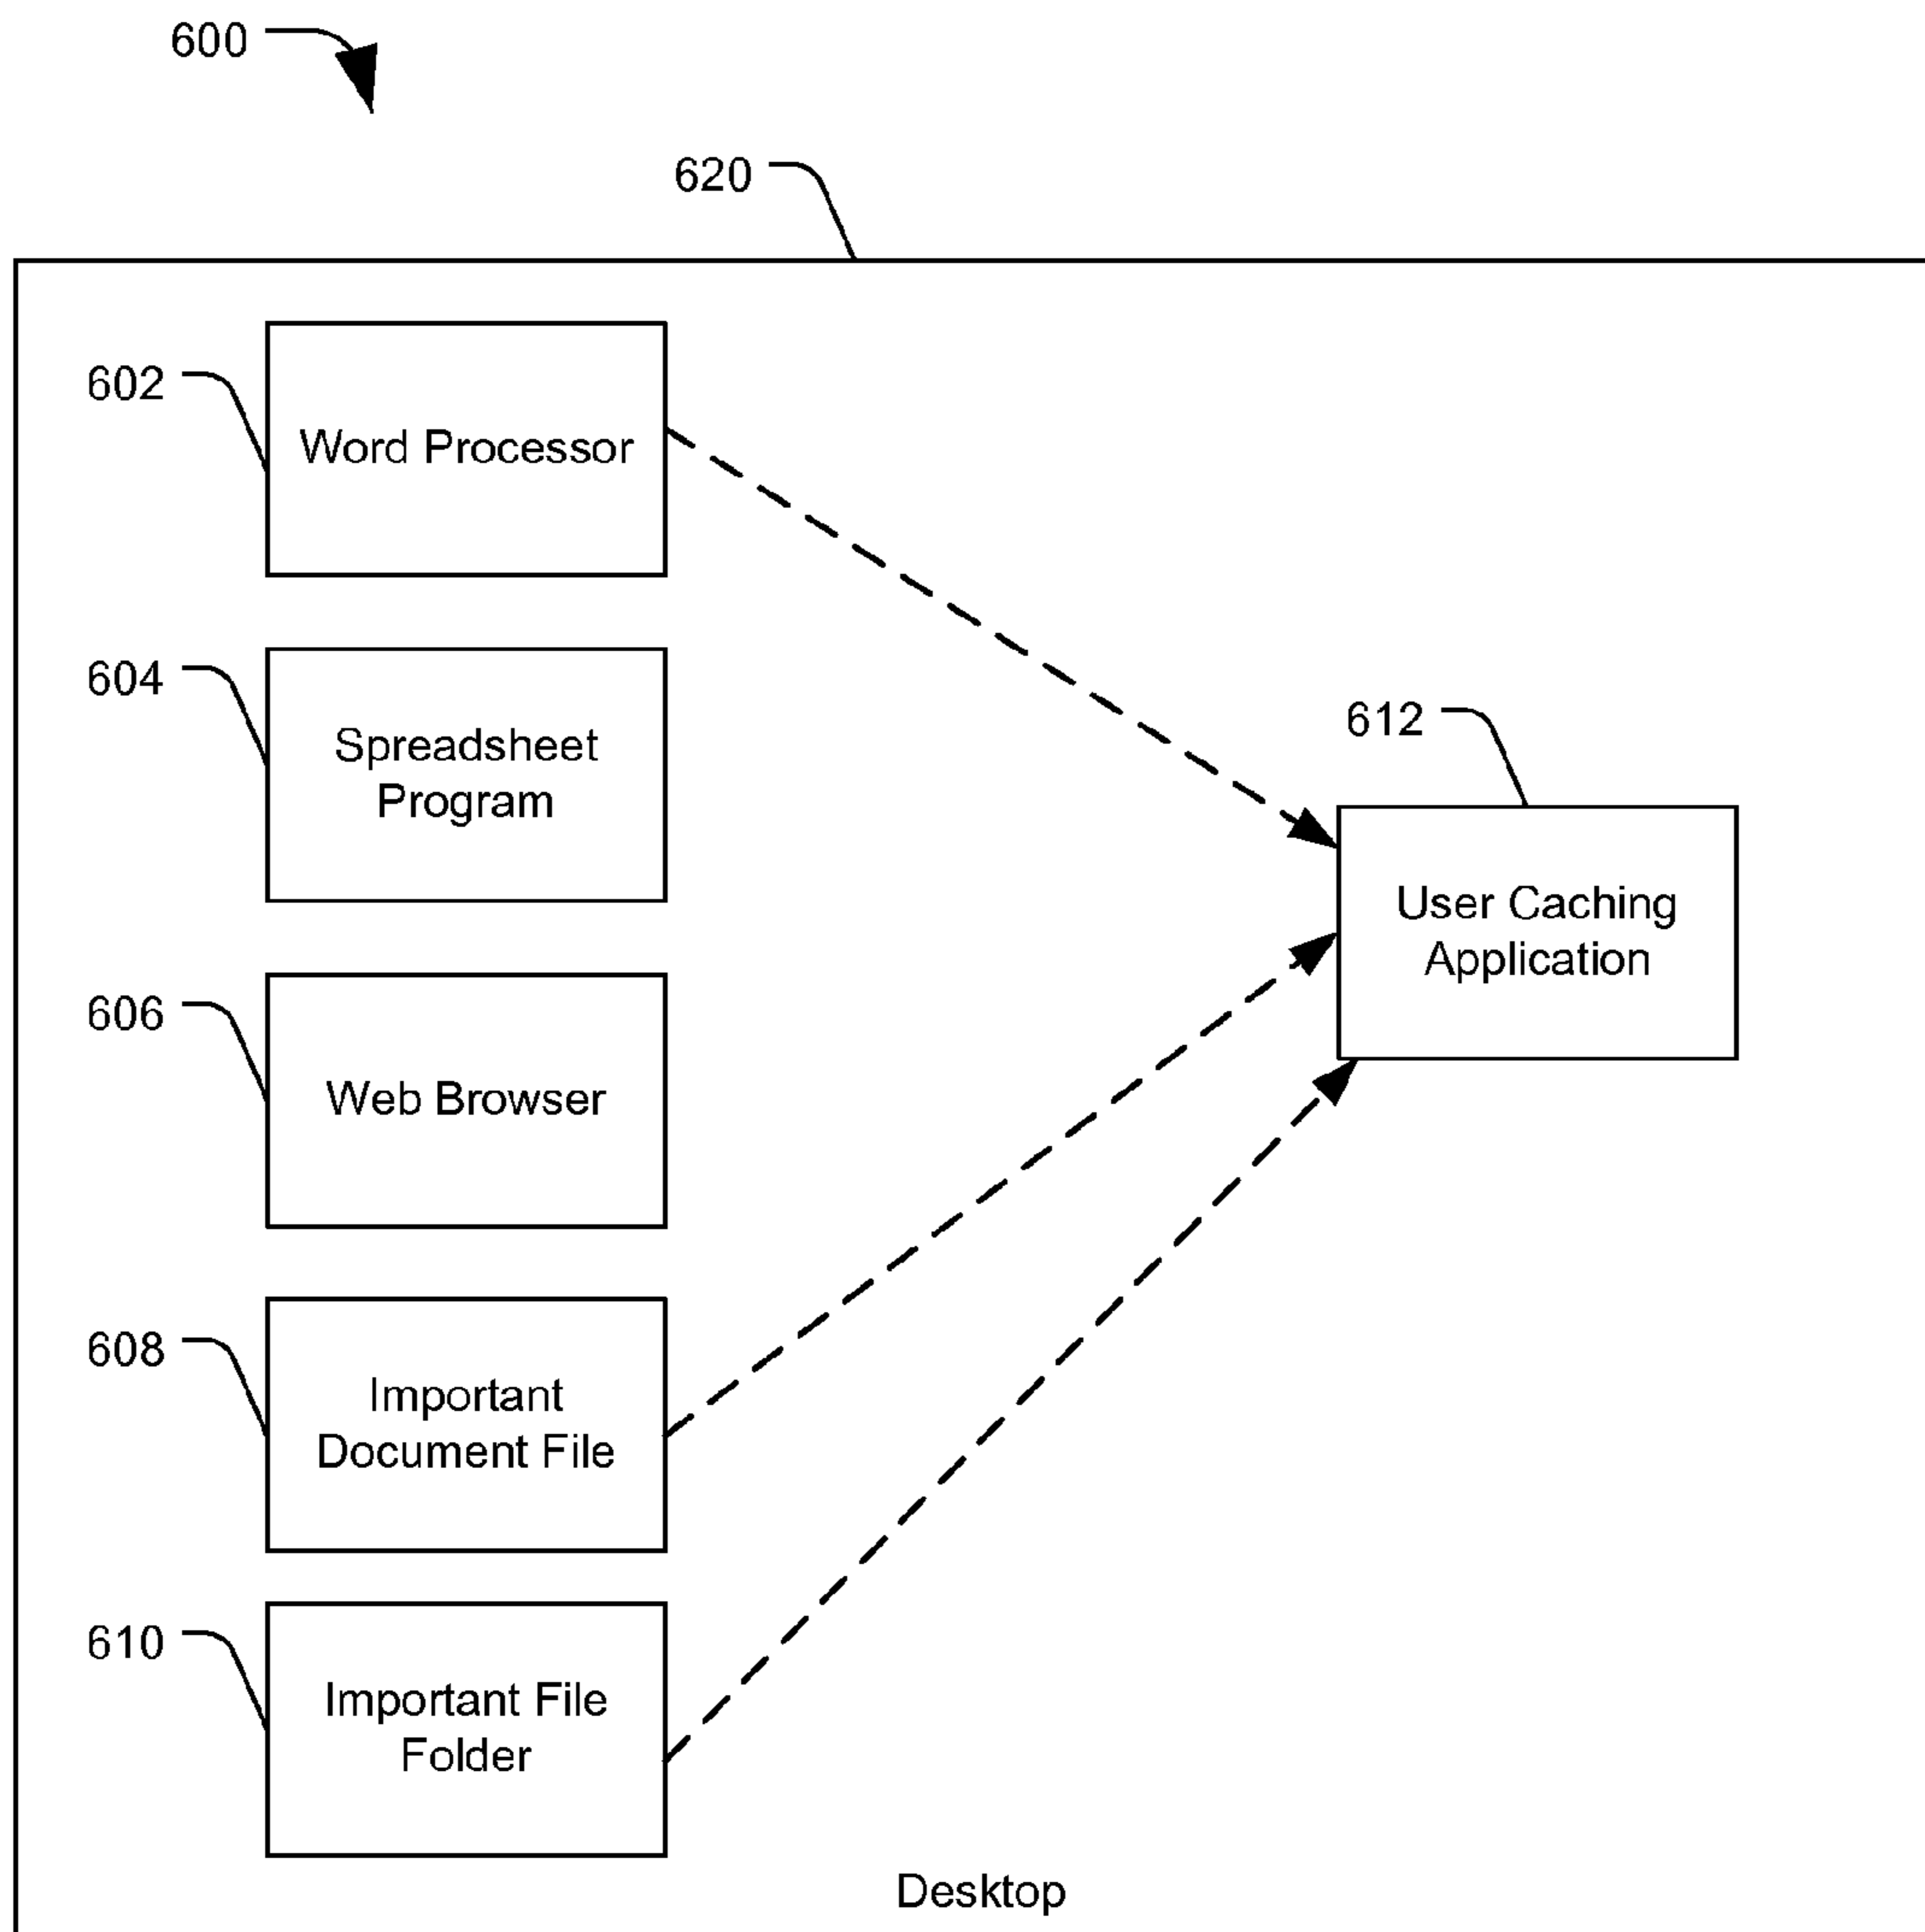 600
620
602
Word Processor
604
Spreadsheet
Program
612
User Caching
Application
606
Web Browser
608
Important
Document File
610
Important File
Folder
Desktop